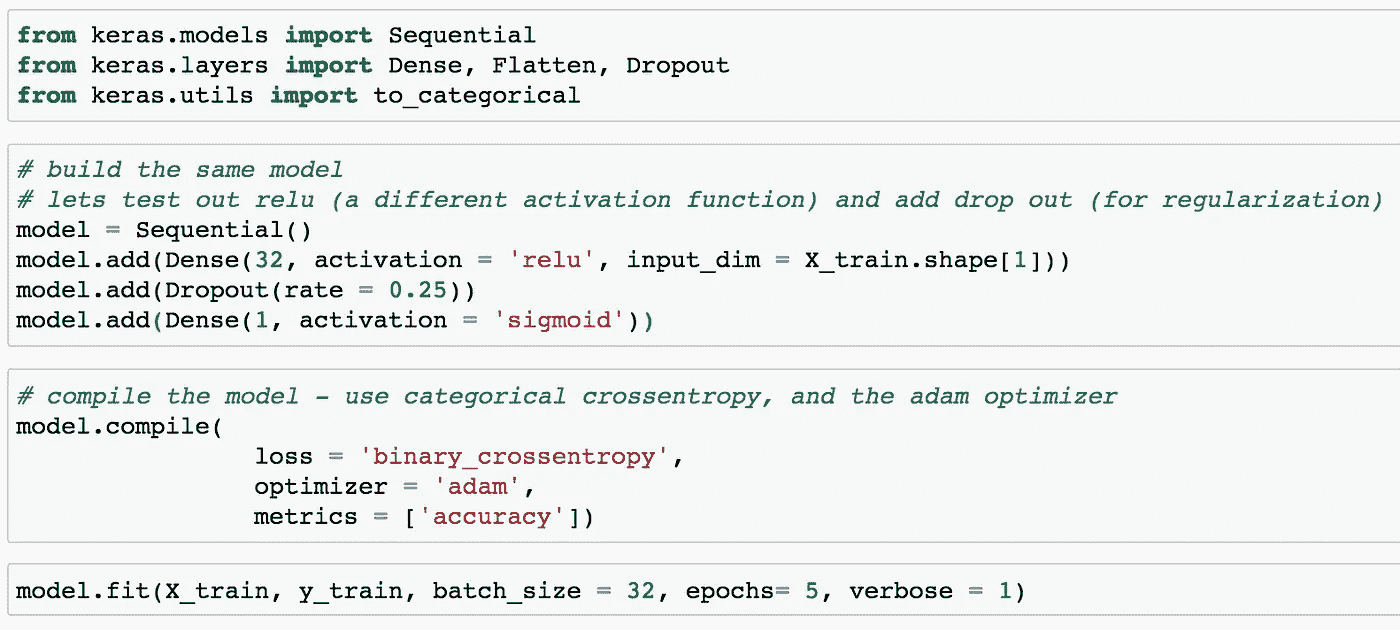 from keras.models import Sequential
from keras.layers import Dense, Flatten, Dropout
from keras.utils import to_categorical
# build the same model
# lets test out relu (a different activation function) and add drop out (for regularization)
model = Sequential()
model.add(Dense(32, activation = 'relu', input_dim = X_train.shape[1]))
model.add(Dropout(rate = 0.25))
model.add(Dense(1, activation = 'sigmoid'))
# compile the model - use categorical crossentropy, and the adam optimizer
model.compile(
loss = 'binary_crossentropy',
optimizer = 'adam',
metrics = ['accuracy'])
model.fit(X_train, y_train, batch_size = 32, epochs= 5, verbose = 1)